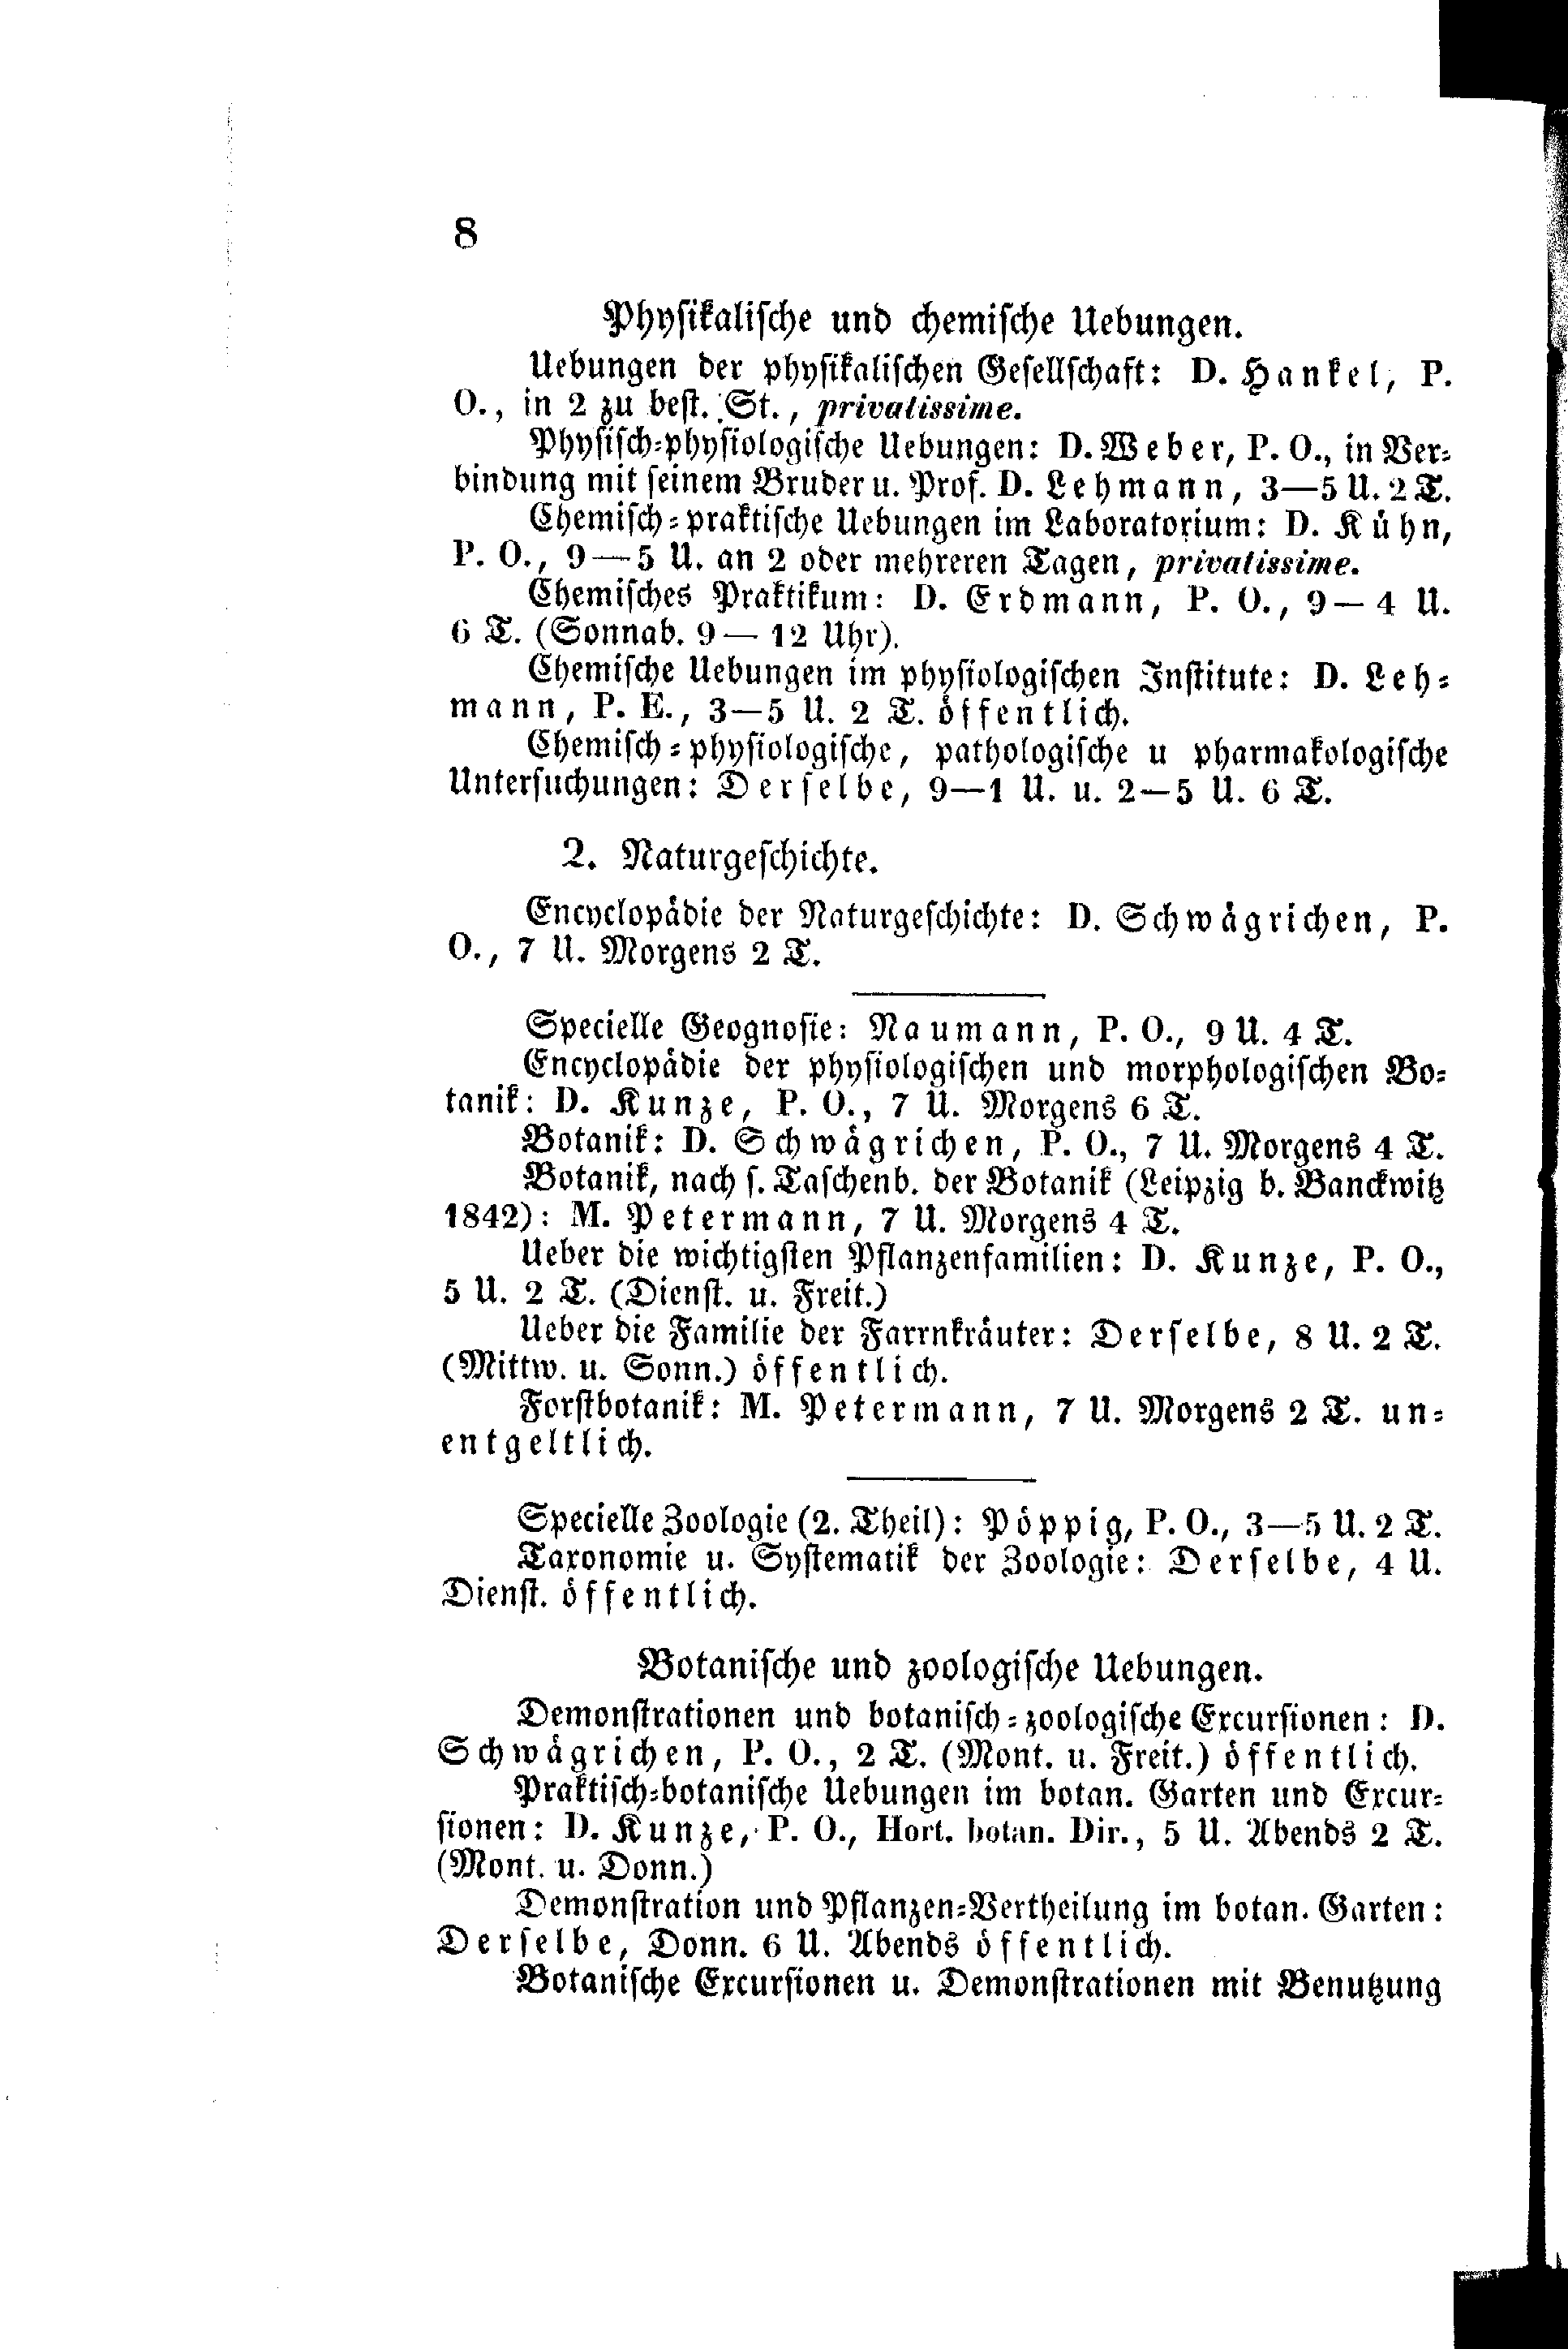 8
Physikalische und chemische Uebungen.
Uebungen der physikalischen Gesellschaft: D. Hankel, P.
O., in 2 zu best. St., privatissime.
Physisch-physiologische Uebungen: D. Weber, P. O., in Ver-
bindung mit seinem Bruder u. Prof. D. Lehmann, 3—5 U. 2 T.
Chemisch-praktische Uebungen im Laboratorium: D. Kühn,
P. O., 9—5 U. an 2 oder mehreren Tagen, privatissime.
Chemisches Praktikum: D. Erdmann, P. O., 9—4 U.
6 T. (Sonnab. 9—12 Uhr).
Chemische Uebungen im physiologischen Institute: D. Leh-
mann, P. E., 3—5 U. 2 T. öffentlich.
Chemisch-physiologische, pathologische u pharmakologische
Untersuchungen: Derselbe, 9—1 U. u. 2—5 U. 6 T.
2. Naturgeschichte.
Encyclopädie der Naturgeschichte: D. Schwägrichen, P.
O., 7 U. Morgens 2 T.
Specielle Geognosie: Naumann, P. O., 9 U. 4 T.
Encyclopädie der physiologischen und morphologischen Bo-
tanik: D. Kunze, P. O., 7 U. Morgens 6 T.
Botanik: D. Schwägrichen, P. O., 7 U. Morgens 4 T.
Botanik, nach s. Taschenb. der Botanik (Leipzig b. Banckwitz
1842): M. Petermann, 7 U. Morgens 4 T.
Ueber die wichtigsten Pflanzenfamilien: D. Kunze, P. O.,
5 U. 2 T. (Dienst. u. Freit.)
Ueber die Familie der Farrnkräuter: Derselbe, 8 U. 2 T.
(Mittw. u. Sonn.) öffentlich.
Forstbotanik: M. Petermann, 7 U. Morgens 2 T. un-
entgeltlich.
Specielle Zoologie (2. Theil): Pöppig, P. O., 3—5 U. 2 T.
Taxonomie u. Systematik der Zoologie: Derselbe, 4 U.
Dienst. öffentlich.
Botanische und zoologische Uebungen.
Demonstrationen und botanisch-zoologische Excursionen: D.
Schwägrichen, P. O., 2 T. (Mont. u. Freit.) öffentlich.
Praktisch-botanische Uebungen im botan. Garten und Excur-
sionen: D. Kunze, P. O., Hort. botan. Dir., 5 U. Abends 2 T.
(Mont. u. Donn.)
Demonstration und Pflanzen-Vertheilung im botan. Garten:
Derselbe, Donn. 6 U. Abends öffentlich.
Botanische Excursionen u. Demonstrationen mit Benutzung